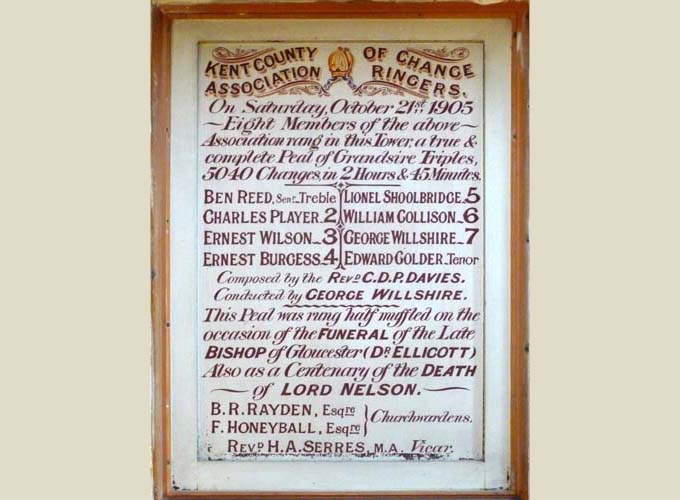 KENT COUNTY OF CHANGE
ASSOCIATION RINGERS.
On Saturday, October 21st 1905
Eight Members of the above
Association rang in this Tower, a true &
complete Peal of Grandsire Triples,
5040 Changes, in 2 Hours & 45 Minutes.
BEN REED, Senr. Treble LIONEL SHOOLBRIDGE 5
CHARLES PLAYER 2 WILLIAM COLLISON 6
ERNEST WILSON 3 GEORGE WILLSHIRE 7
ERNEST BURGESS 4 EDWARD GOLDER Tenor
Composed by the REVD C.D.P. DAVIES.
Conducted by GEORGE WILLSHIRE.
This Peal was rung half muffled on the
occasion of the FUNERAL of the Late
BISHOP of Gloucester (DR ELLICOTT)
Also as a Centenary of the DEATH
of LORD NELSON.
B.R. RAYDEN, Esqre
F. HONEYBALL, Esqre Churchwardens.
REVD H.A. SERRES, M.A. Vicar.